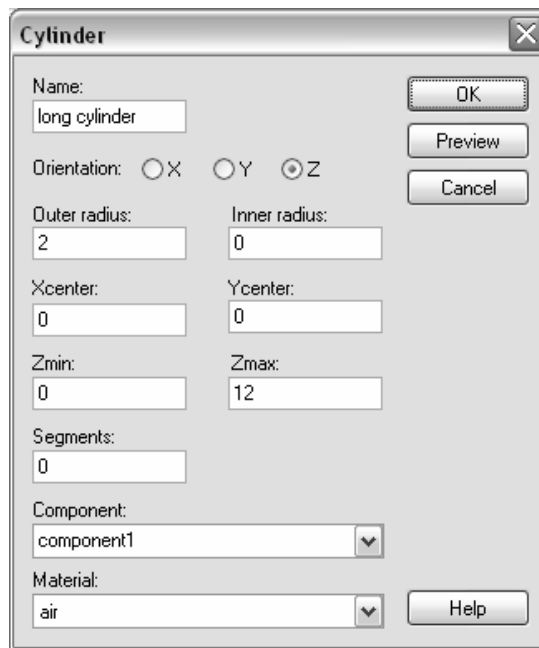 Cylinder
Name:
OK
long cylinder
Preview
Orientation: X Y Z
Cancel
Outer radius: Inner radius:
2 0
Xcenter: Ycenter:
0 0
Zmin: Zmax:
0 12
Segments:
0
Component:
component1
Material:
air
Help